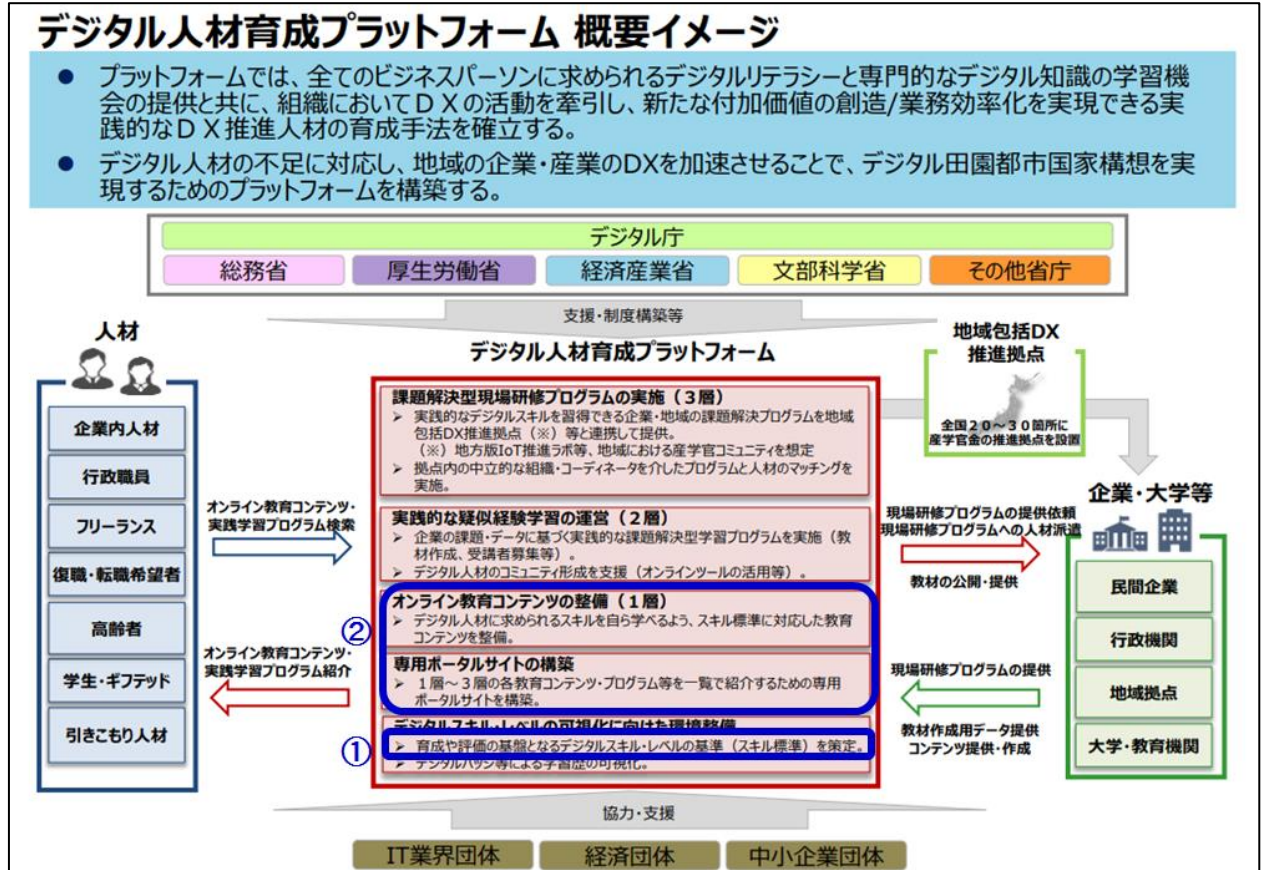 デジタル人材育成プラットフォーム 概要イメージ
● プラットフォームでは、全てのビジネスパーソンに求められるデジタルリテラシーと専門的なデジタル知識の学習機
会の提供と共に、組織においてＤＸの活動を牽引し、新たな付加価値の創造/業務効率化を実現できる実
践的なＤＸ推進人材の育成手法を確立する。
● デジタル人材の不足に対応し、地域の企業・産業のDXを加速させることで、デジタル田園都市国家構想を実
現するためのプラットフォームを構築する。
デジタル庁
総務省
厚生労働省
経済産業省
文部科学省
その他省庁
支援・制度構築等
人材
企業内人材
行政職員
フリーランス
復職・転職希望者
高齢者
学生・ギフテッド
引きこもり人材
オンライン教育コンテンツ・
実践学習プログラム検索
オンライン教育コンテンツ・
実践学習プログラム紹介
デジタル人材育成プラットフォーム
課題解決型現場研修プログラムの実施（３層）
➢ 実践的なデジタルスキルを習得できる企業・地域の課題解決プログラムを地域
包括DX推進拠点（※）等と連携して提供。
（※）地方版IoT推進ラボ等、地域における産学官コミュニティを想定
➢ 拠点内の中立的な組織・コーディネータを介したプログラムと人材のマッチングを
実施。
実践的な疑似経験学習の運営（２層）
➢ 企業の課題・データに基づく実践的な課題解決型学習プログラムを実施（教
材作成、受講者募集等）。
➢ デジタル人材のコミュニティ形成を支援（オンラインツールの活用等）。
②
オンライン教育コンテンツの整備（１層）
➢ デジタル人材に求められるスキルを自ら学べるよう、スキル標準に対応した教育
コンテンツを整備。
専用ポータルサイトの構築
➢ １層～３層の各教育コンテンツ・プログラム等を一覧で紹介するための専用
ポータルサイトを構築。
デジタルスキル・レベルの可視化に向けた環境整備
①
➢ 育成や評価の基盤となるデジタルスキル・レベルの基準（スキル標準）を策定。
➢ デジタルバッジ等による学習歴の可視化。
地域包括DX
推進拠点
全国２０～３０箇所に
産学官金の推進拠点を設置
現場研修プログラムの提供依頼
現場研修プログラムへの人材派遣
教材の公開・提供
現場研修プログラムの提供
教材作成用データ提供
コンテンツ提供・作成
企業・大学等
民間企業
行政機関
地域拠点
大学・教育機関
協力・支援
IT業界団体
経済団体
中小企業団体